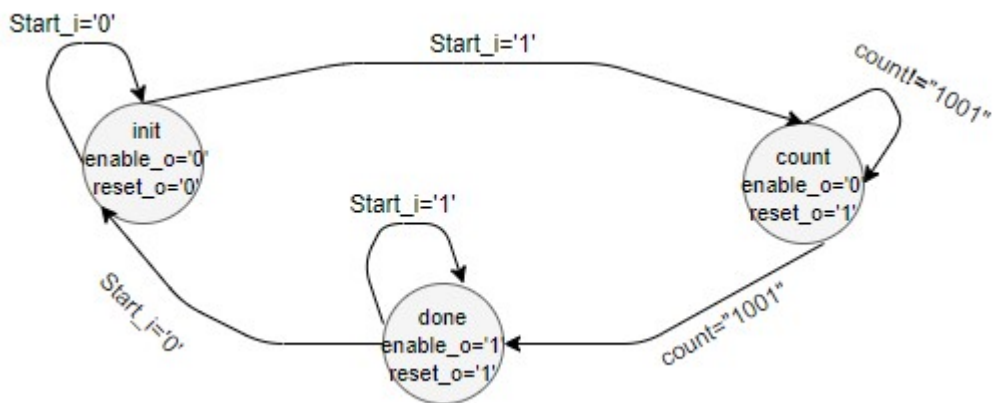 Start_i='0'
Start_i='1'
count!="1001"
init
enable_o='0'
reset_o='0'
count
enable_o='0
reset_o='1'
Start_i='1'
Start_i='0'
count="1001"
done
enable_o='1'
reset_o='1'